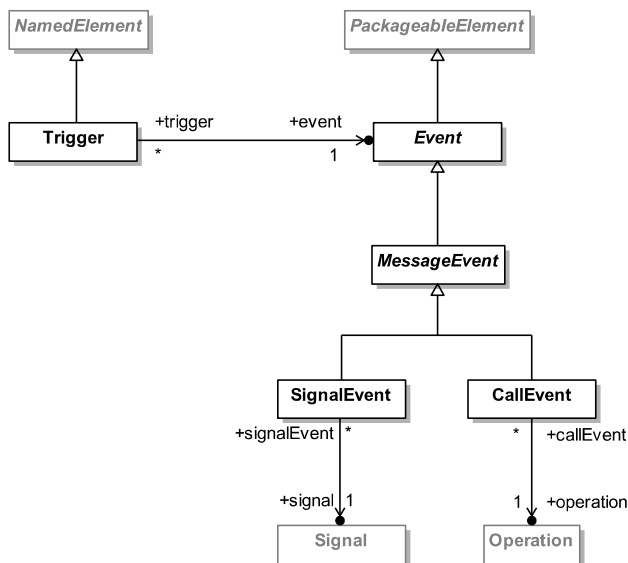 NamedElement
PackageableElement
Trigger
+trigger
+event
*
1
Event
MessageEvent
SignalEvent
CallEvent
+signalEvent
*
*
+callEvent
+signal
1
1
+operation
Signal
Operation